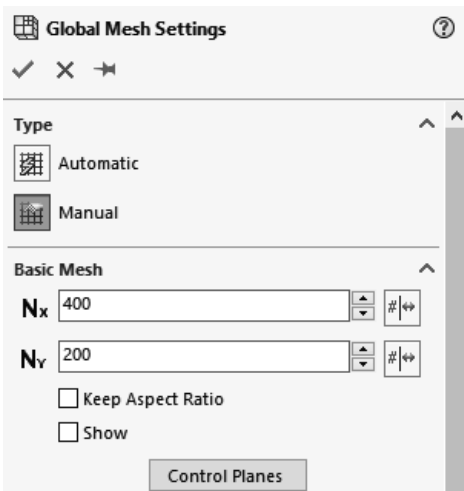 Global Mesh Settings
Type
Automatic
Manual
Basic Mesh
Nx 400
NY 200
Keep Aspect Ratio
Show
Control Planes